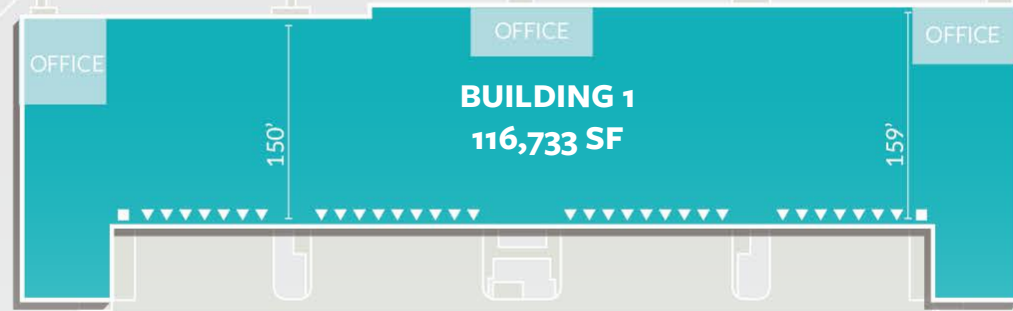 OFFICE
OFFICE
OFFICE
BUILDING 1
116,733 SF
150'
159'